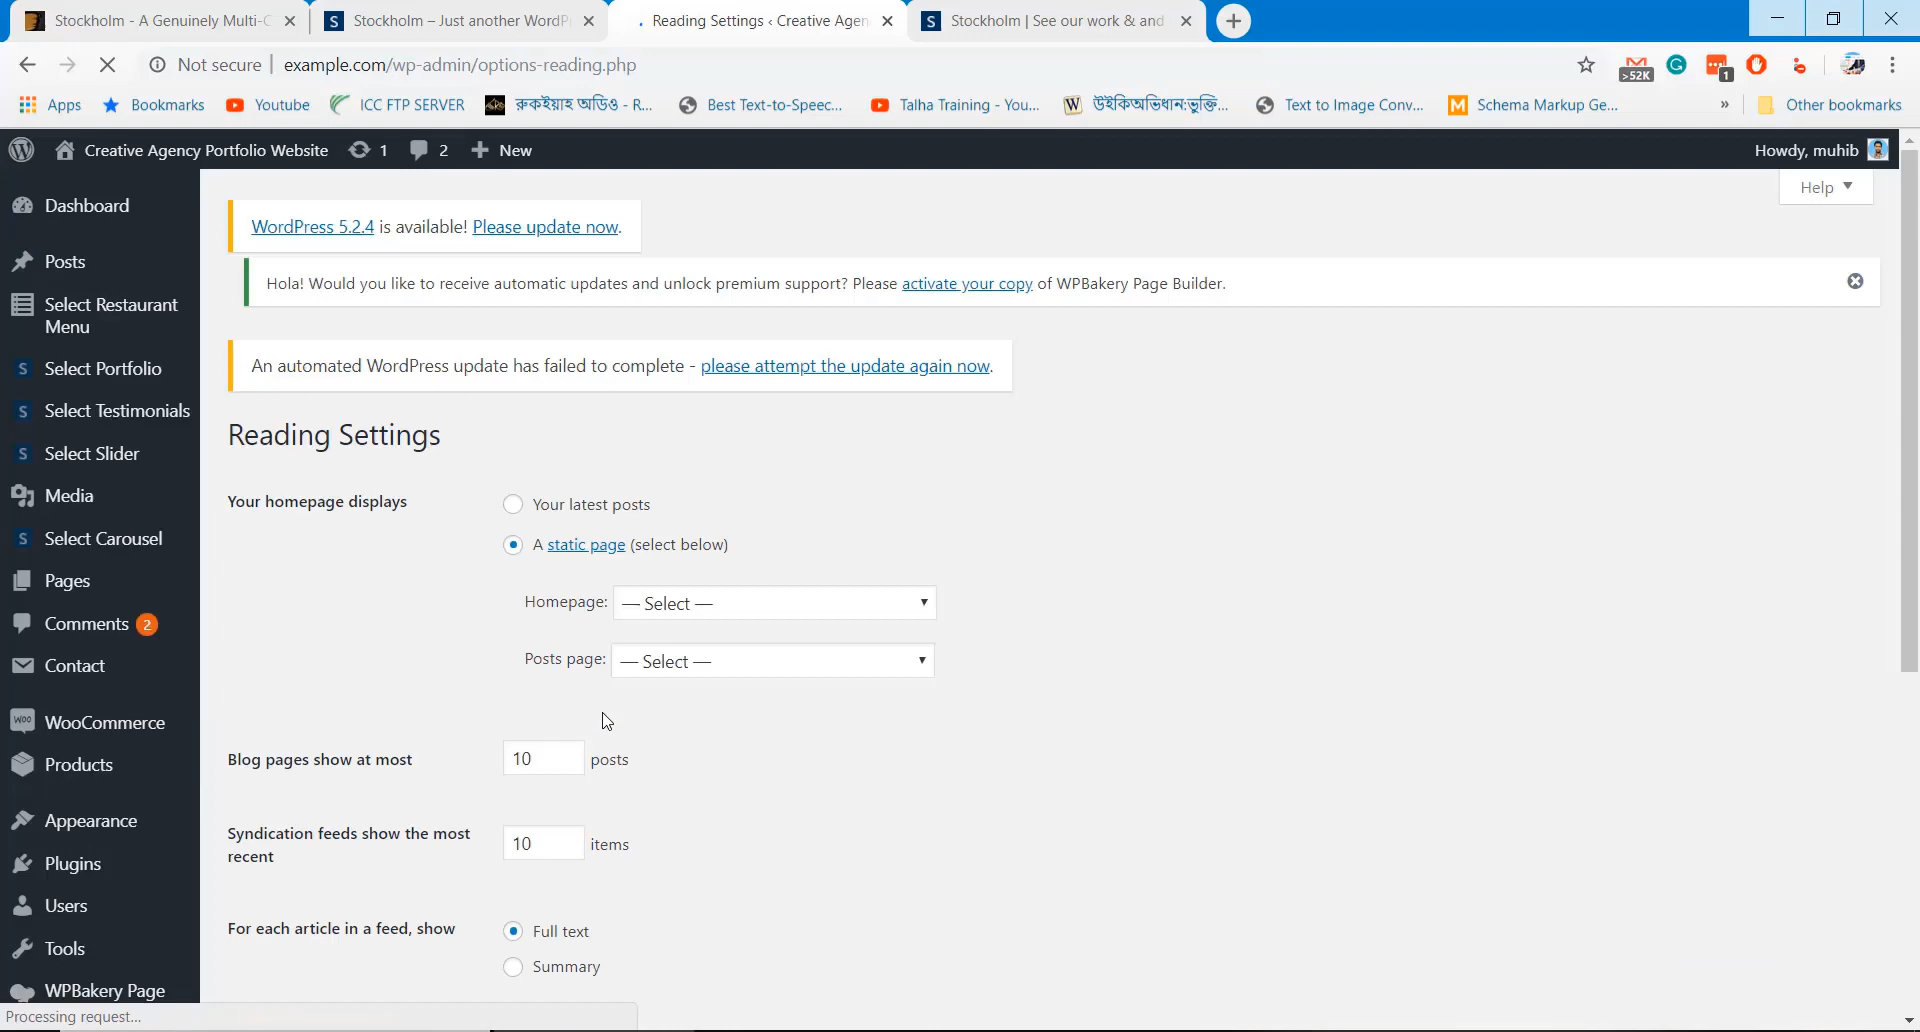 Stockholm - A Genuinely Multi-C
Stockholm – Just another WordP
Reading Settings ‹ Creative Agen
Stockholm | See our work & and
Not secure | example.com/wp-admin/options-reading.php
>52K
1
Apps
Bookmarks
Youtube
ICC FTP SERVER
রুকইয়াহ অডিও - R...
Best Text-to-Speec...
Talha Training - You...
উইকিঅভিধান:ভুক্তি...
Text to Image Conv...
Schema Markup Ge...
»
Other bookmarks
Creative Agency Portfolio Website
1
2
New
Howdy, muhib
Help
Dashboard
Posts
Select Restaurant
Menu
Select Portfolio
Select Testimonials
Select Slider
Media
Select Carousel
Pages
Comments 2
Contact
WooCommerce
Products
Appearance
Plugins
Users
Tools
WPBakery Page
WordPress 5.2.4 is available! Please update now.
Hola! Would you like to receive automatic updates and unlock premium support? Please activate your copy of WPBakery Page Builder.
An automated WordPress update has failed to complete - please attempt the update again now.
Reading Settings
Your homepage displays
Your latest posts
A static page (select below)
Homepage: — Select —
Posts page: — Select —
Blog pages show at most 10 posts
Syndication feeds show the most
recent
10 items
For each article in a feed, show
Full text
Summary
Processing request...